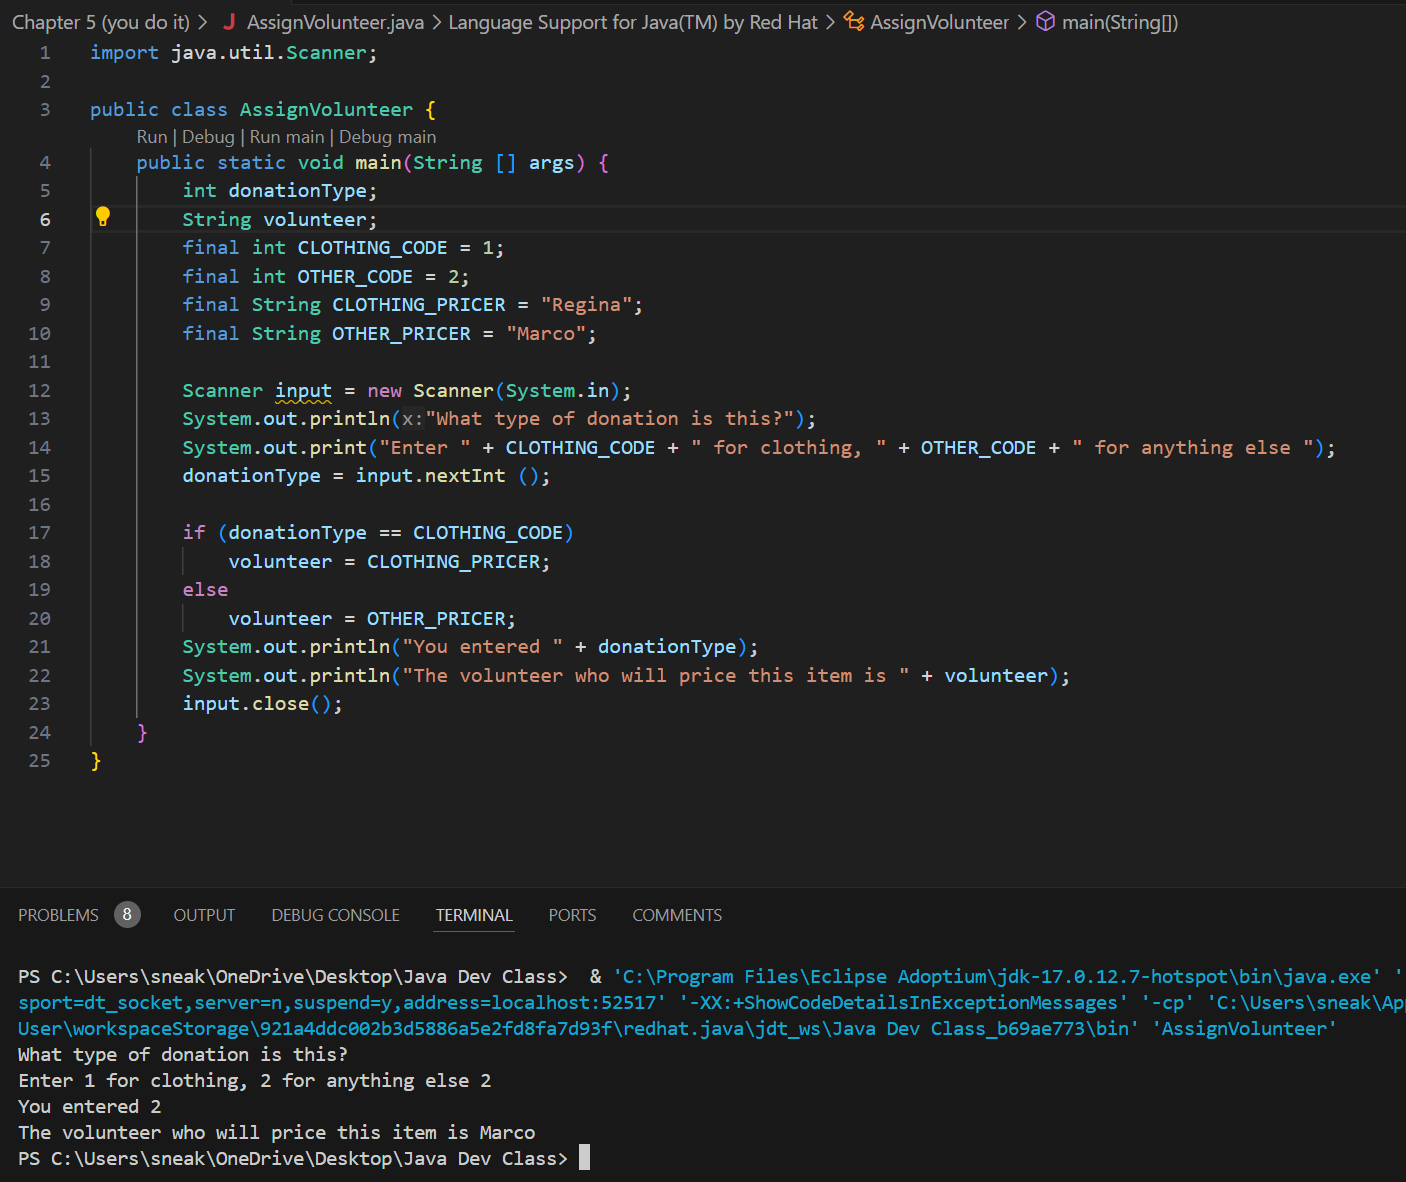 Chapter 5 (you do it) > J AssignVolunteer.java > Language Support for Java(TM) by Red Hat > AssignVolunteer > main(String[])
1 import java.util.Scanner;
2
3 public class AssignVolunteer {
Run | Debug | Run main | Debug main
4 public static void main(String [] args) {
5 int donationType;
6 String volunteer;
7 final int CLOTHING_CODE = 1;
8 final int OTHER_CODE = 2;
9 final String CLOTHING_PRICER = "Regina";
10 final String OTHER_PRICER = "Marco";
11
12 Scanner input = new Scanner(System.in);
13 System.out.println(x:"What type of donation is this?");
14 System.out.print("Enter " + CLOTHING_CODE + " for clothing, " + OTHER_CODE + " for anything else ");
15 donationType = input.nextInt ();
16
17 if (donationType == CLOTHING_CODE)
18 volunteer = CLOTHING_PRICER;
19 else
20 volunteer = OTHER_PRICER;
21 System.out.println("You entered " + donationType);
22 System.out.println("The volunteer who will price this item is " + volunteer);
23 input.close();
24 }
25 }
PROBLEMS 8 OUTPUT DEBUG CONSOLE TERMINAL PORTS COMMENTS
PS C:\Users\sneak\OneDrive\Desktop\Java Dev Class>  & 'C:\Program Files\Eclipse Adoptium\jdk-17.0.12.7-hotspot\bin\java.exe' '
sport=dt_socket,server=n,suspend=y,address=localhost:52517' '-XX:+ShowCodeDetailsInExceptionMessages' '-cp' 'C:\Users\sneak\App
User\workspaceStorage\921a4ddc002b3d5886a5e2fd8fa7d93f\redhat.java\jdt_ws\Java Dev Class_b69ae773\bin' 'AssignVolunteer'
What type of donation is this?
Enter 1 for clothing, 2 for anything else 2
You entered 2
The volunteer who will price this item is Marco
PS C:\Users\sneak\OneDrive\Desktop\Java Dev Class>